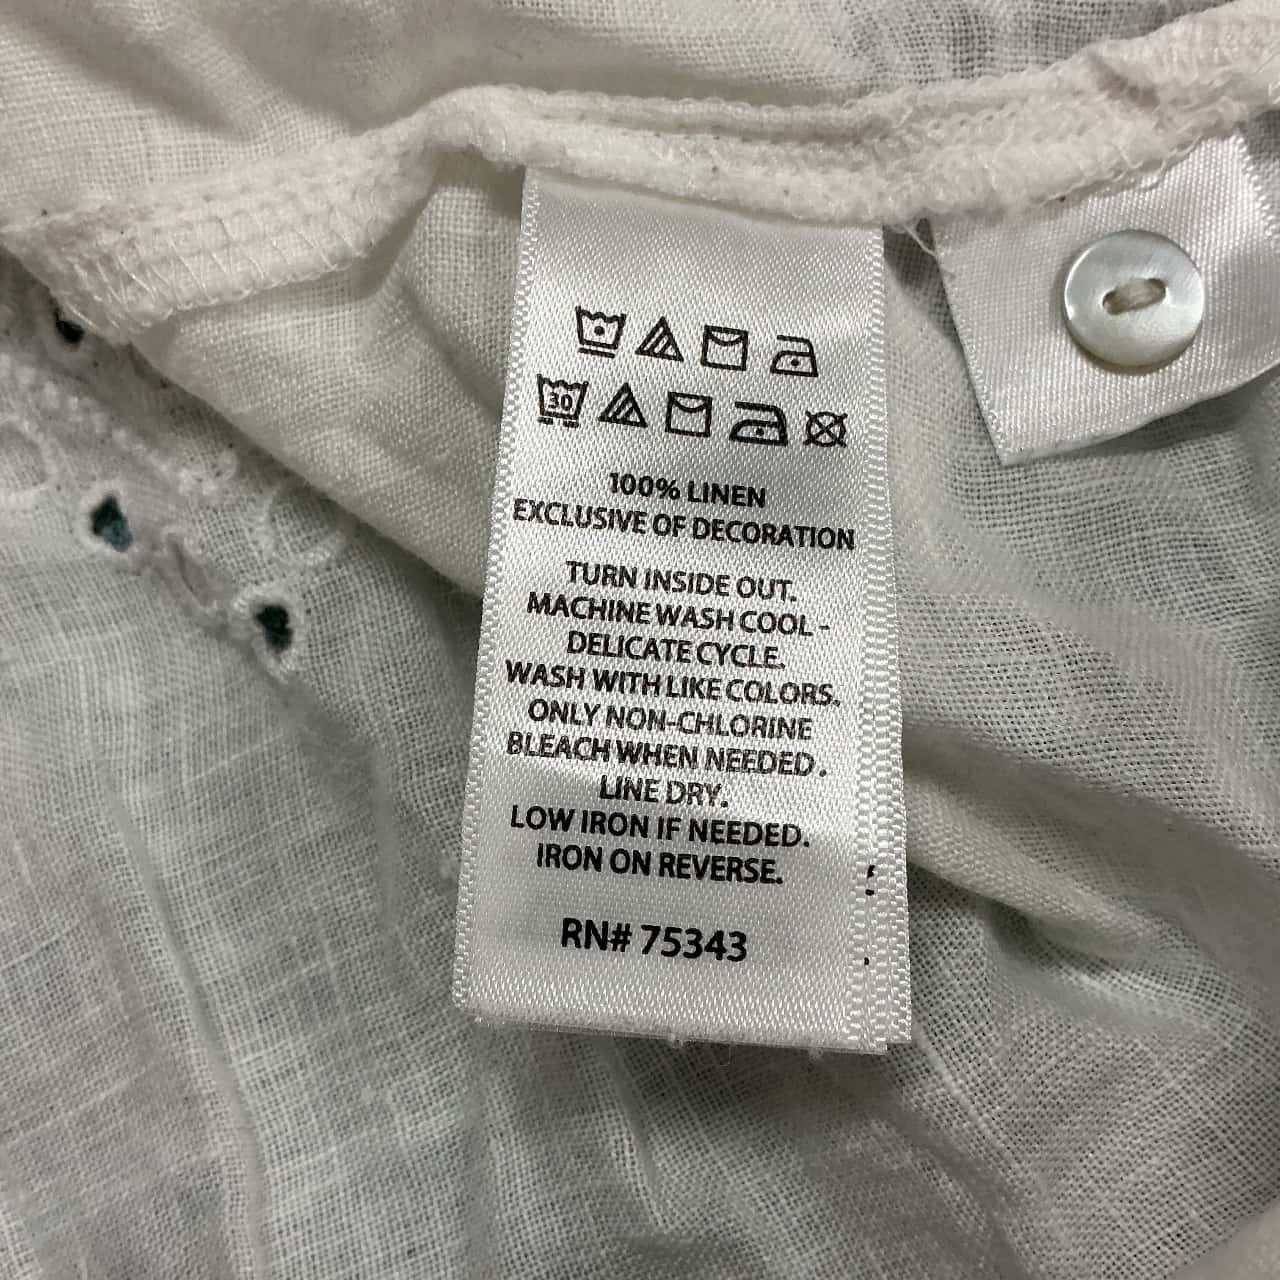 30
100% LINEN
EXCLUSIVE OF DECORATION
TURN INSIDE OUT.
MACHINE WASH COOL -
DELICATE CYCLE.
WASH WITH LIKE COLORS.
ONLY NON-CHLORINE
BLEACH WHEN NEEDED.
LINE DRY.
LOW IRON IF NEEDED.
IRON ON REVERSE.
RN# 75343